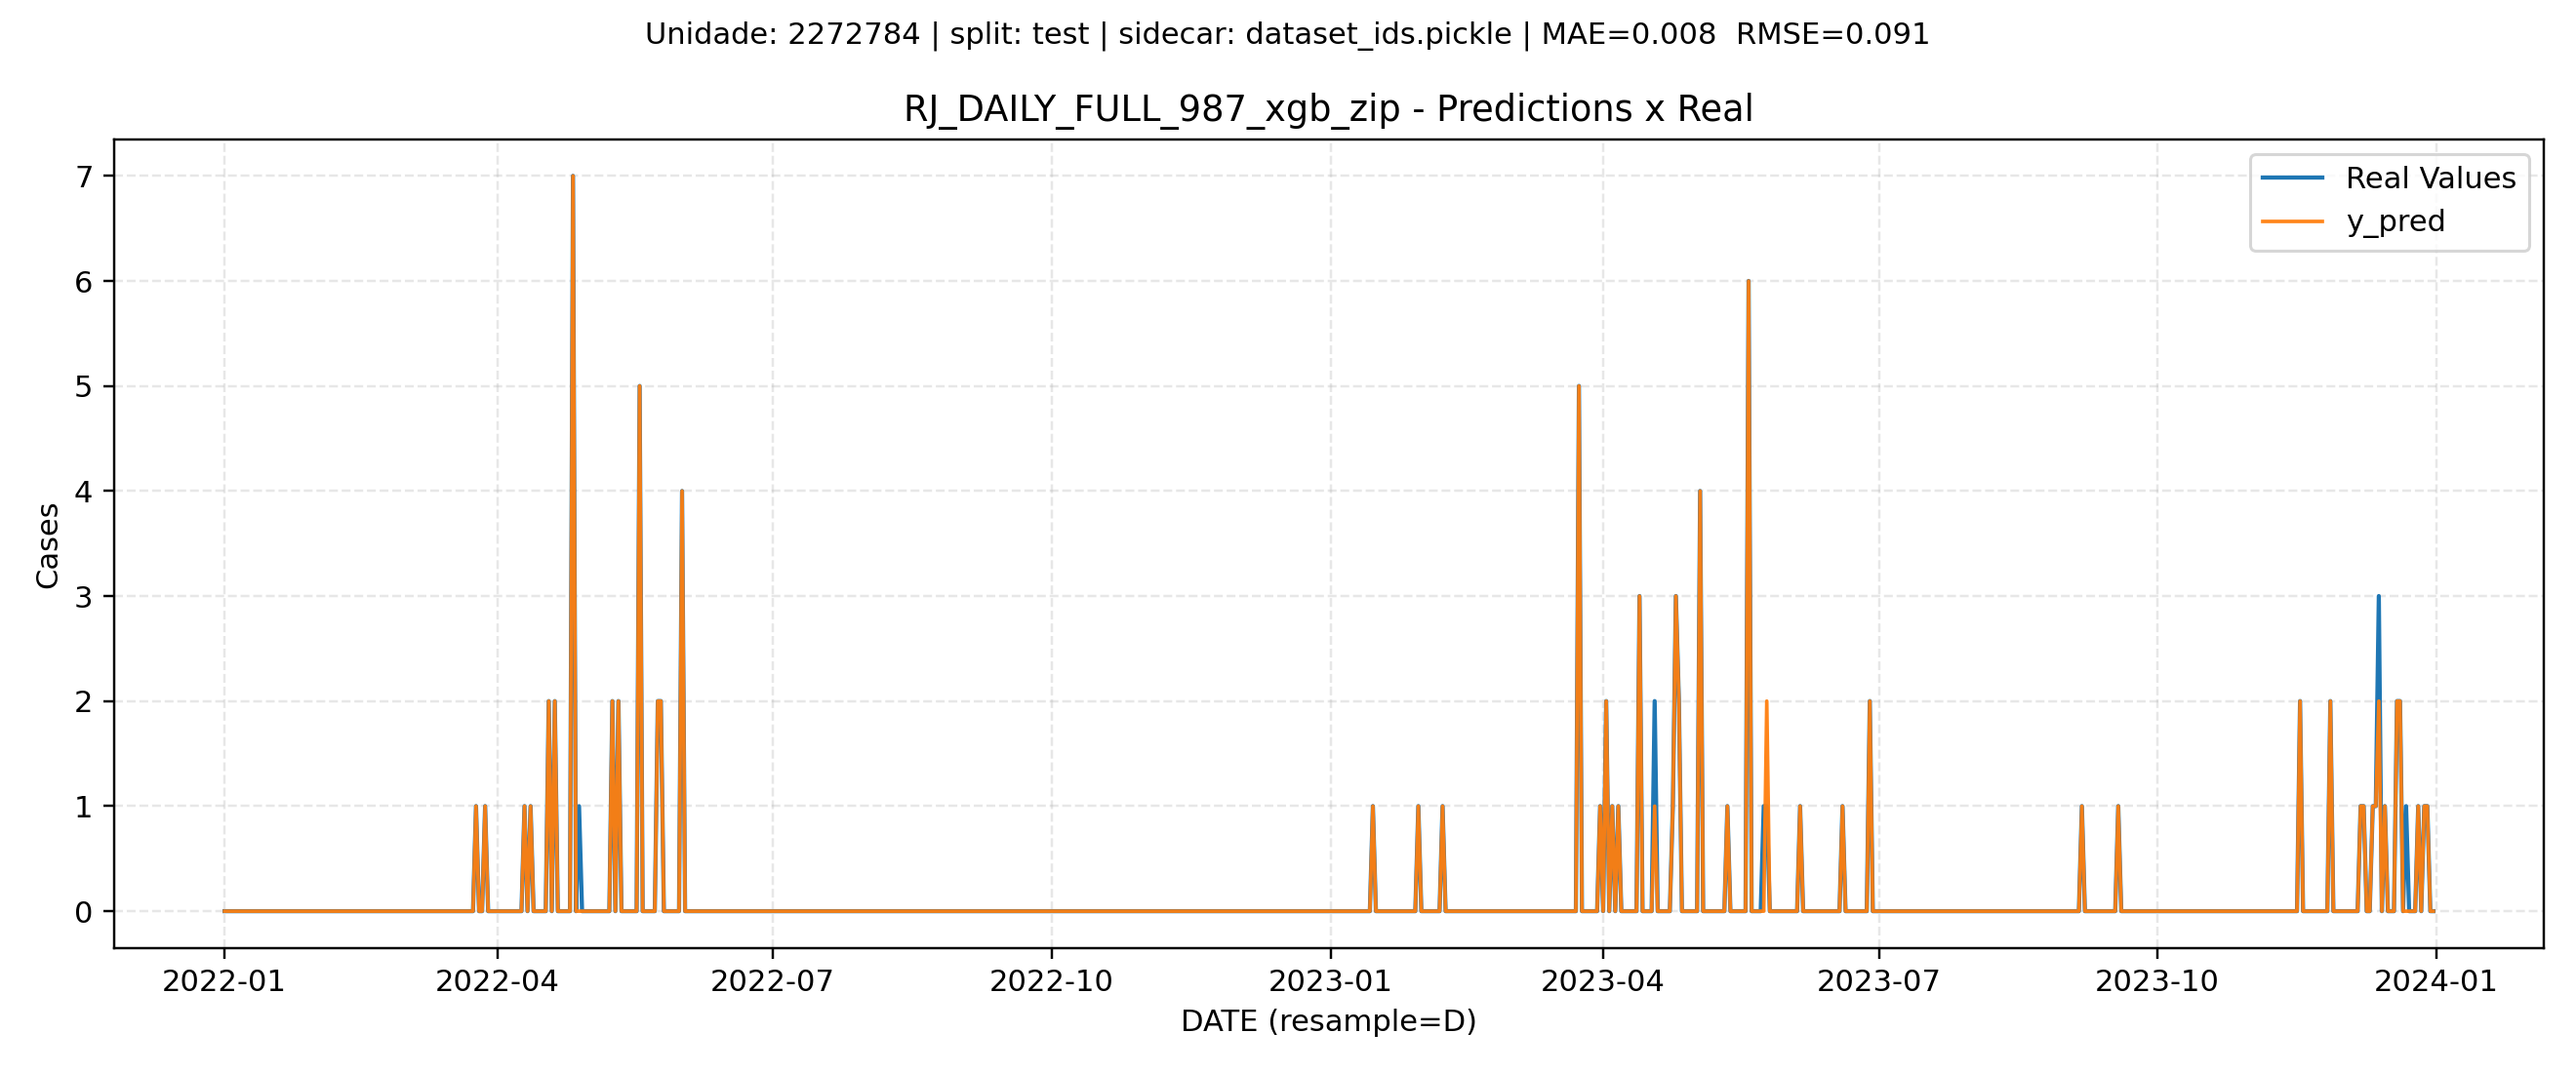 Unidade: 2272784 | split: test | sidecar: dataset_ids.pickle | MAE=0.008  RMSE=0.091
RJ_DAILY_FULL_987_xgb_zip - Predictions x Real
Real Values
y_pred
Cases
7
6
5
4
3
2
1
0
2022-01 2022-04 2022-07 2022-10 2023-01 2023-04 2023-07 2023-10 2024-01
DATE (resample=D)